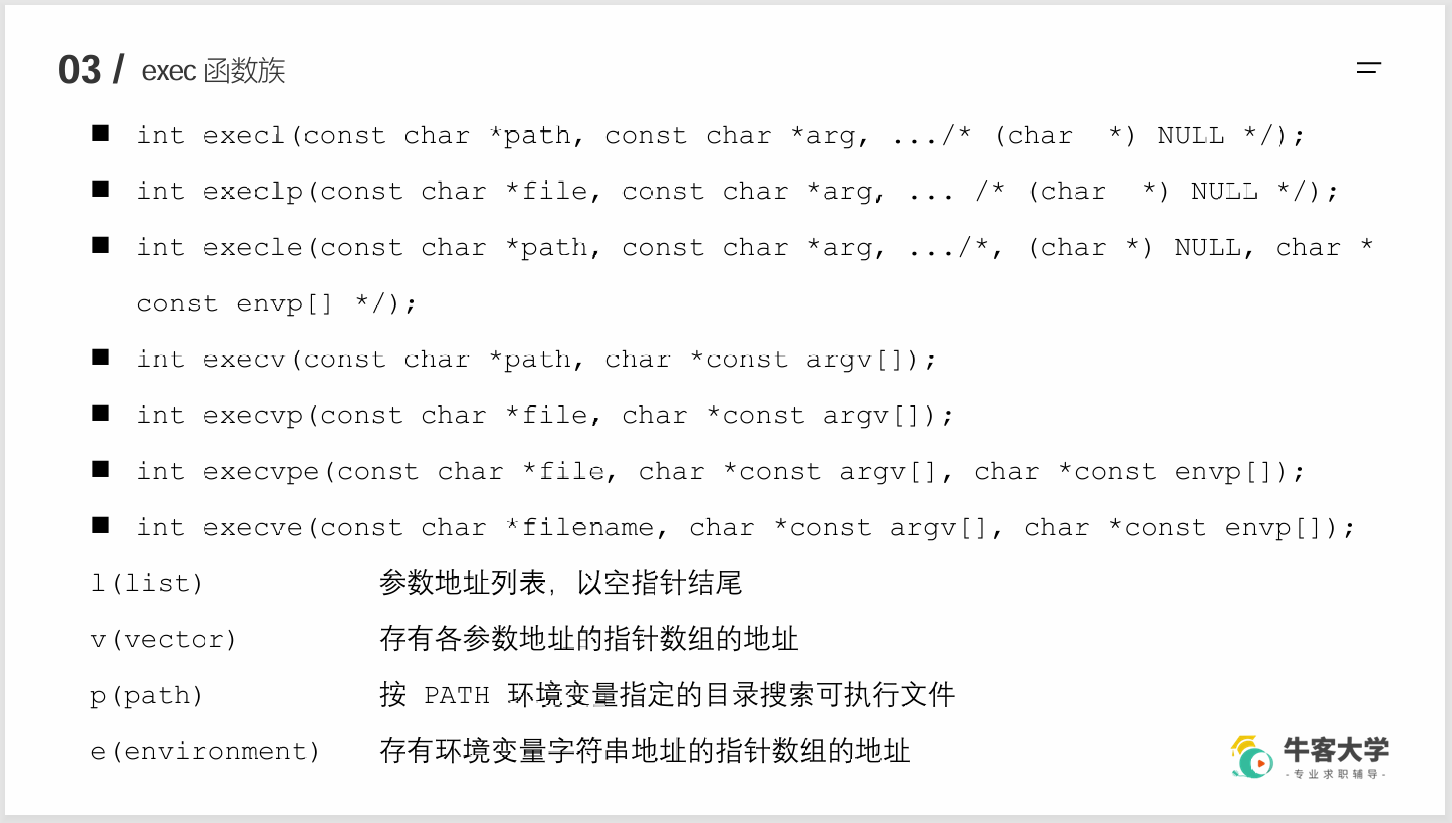 03 / exec 函数族
■ int execl(const char *path, const char *arg, .../* (char  *) NULL */);
■ int execlp(const char *file, const char *arg, ... /* (char  *) NULL */);
■ int execle(const char *path, const char *arg, .../*, (char *) NULL, char *
const envp[] */);
■ int execv(const char *path, char *const argv[]);
■ int execvp(const char *file, char *const argv[]);
■ int execvpe(const char *file, char *const argv[], char *const envp[]);
■ int execve(const char *filename, char *const argv[], char *const envp[]);
l(list) 参数地址列表，以空指针结尾
v(vector) 存有各参数地址的指针数组的地址
p(path) 按 PATH 环境变量指定的目录搜索可执行文件
e(environment) 存有环境变量字符串地址的指针数组的地址
牛客大学
-专业求职辅导-